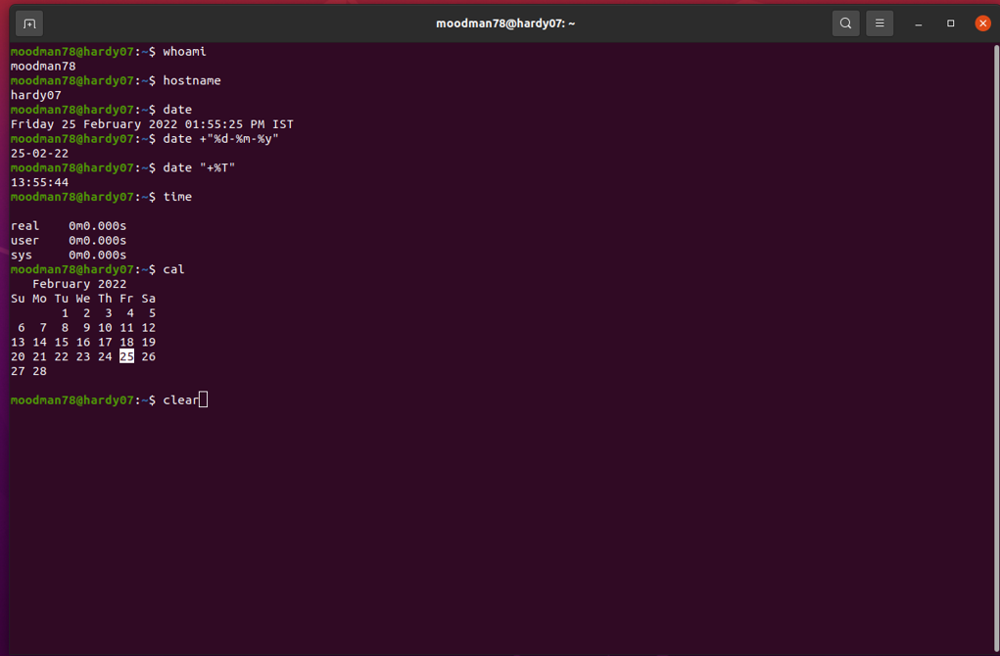 moodman78@hardy07: ~
moodman78@hardy07:~$ whoami
moodman78
moodman78@hardy07:~$ hostname
hardy07
moodman78@hardy07:~$ date
Friday 25 February 2022 01:55:25 PM IST
moodman78@hardy07:~$ date +"%d-%m-%y"
25-02-22
moodman78@hardy07:~$ date "+%T"
13:55:44
moodman78@hardy07:~$ time

real    0m0.000s
user    0m0.000s
sys     0m0.000s
moodman78@hardy07:~$ cal
   February 2022
Su Mo Tu We Th Fr Sa
       1  2  3  4  5
 6  7  8  9 10 11 12
13 14 15 16 17 18 19
20 21 22 23 24 25 26
27 28

moodman78@hardy07:~$ clear